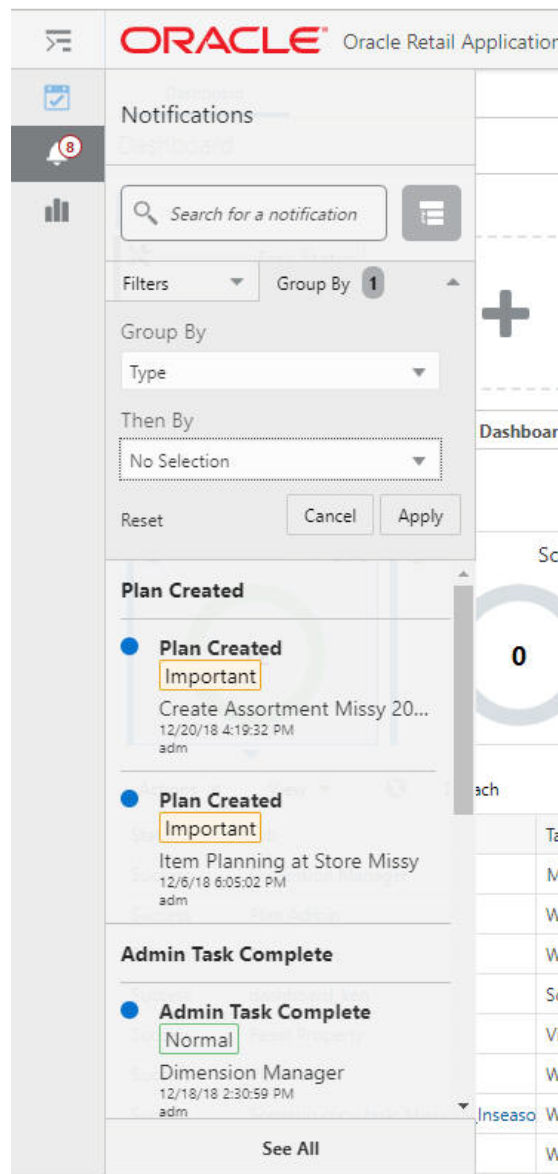 ORACLE® Oracle Retail Application
Notifications
8
Search for a notification
Filters Group By 1
Group By
Type
Then By
No Selection
Dashboar
Reset Cancel Apply
Sc
Plan Created
0
Plan Created
Important
Create Assortment Missy 20...
12/20/18 4:19:32 PM
adm
ach
Plan Created
Important
Item Planning at Store Missy
12/6/18 6:05:02 PM
adm
Ta
M
W
W
Admin Task Complete
Sc
Admin Task Complete
Normal
Vi
Dimension Manager
W
12/18/18 2:30:59 PM
adm
_Inseaso W
See All
W